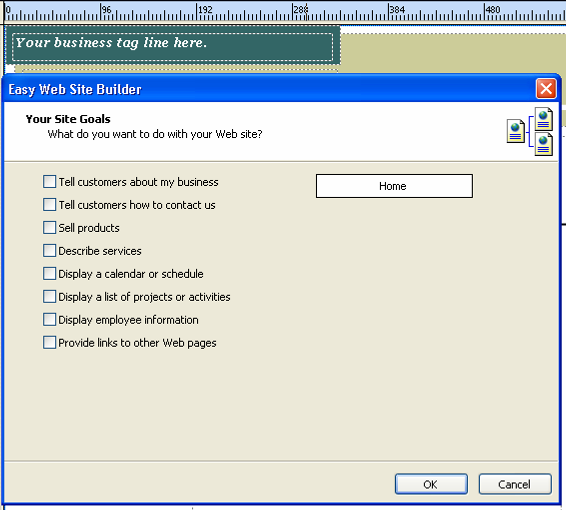 0 96 192 288 384 480
Your business tag line here.
Easy Web Site Builder
Your Site Goals
What do you want to do with your Web site?
Tell customers about my business
Home
Tell customers how to contact us
Sell products
Describe services
Display a calendar or schedule
Display a list of projects or activities
Display employee information
Provide links to other Web pages
OK Cancel